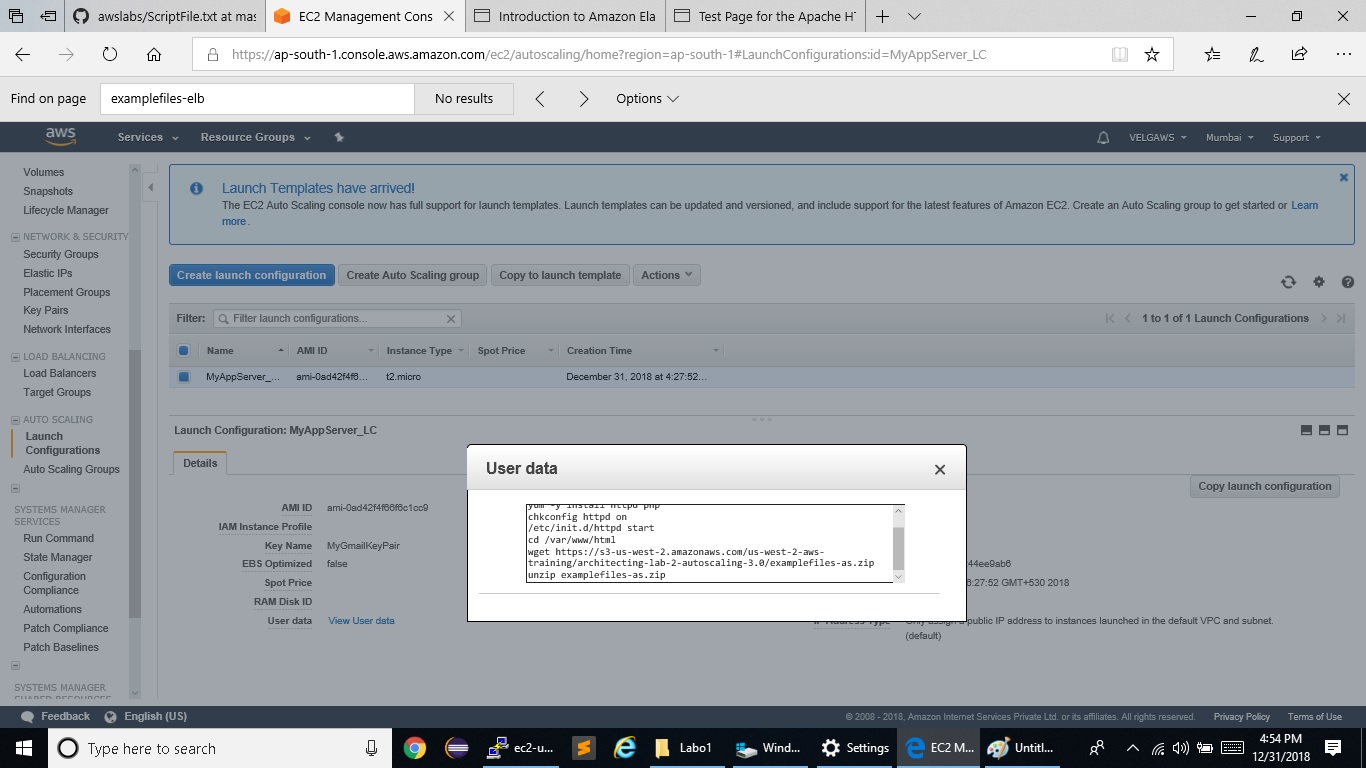 awslabs/ScriptFile.txt at mas
EC2 Management Cons
Introduction to Amazon Ela
Test Page for the Apache HT
https://ap-south-1.console.aws.amazon.com/ec2/autoscaling/home?region=ap-south-1#LaunchConfigurations:id=MyAppServer_LC
Find on page
examplefiles-elb
No results
Options
aws
Services
Resource Groups
VELGAWS
Mumbai
Support
Volumes
Snapshots
Lifecycle Manager
NETWORK & SECURITY
Security Groups
Elastic IPs
Placement Groups
Key Pairs
Network Interfaces
LOAD BALANCING
Load Balancers
Target Groups
AUTO SCALING
Launch
Configurations
Auto Scaling Groups
SYSTEMS MANAGER
SERVICES
Run Command
State Manager
Configuration
Compliance
Automations
Patch Compliance
Patch Baselines
SYSTEMS MANAGER
SHARED RESOURCES
Launch Templates have arrived!
The EC2 Auto Scaling console now has full support for launch templates. Launch templates can be updated and versioned, and include support for the latest features of Amazon EC2. Create an Auto Scaling group to get started or Learn
more.
Create launch configuration
Create Auto Scaling group
Copy to launch template
Actions
Filter:
Filter launch configurations...
1 to 1 of 1 Launch Configurations
Name
AMI ID
Instance Type
Spot Price
Creation Time
MyAppServer_...
ami-0ad42f4f6...
t2.micro
December 31, 2018 at 4:27:52...
Launch Configuration: MyAppServer_LC
Details
Copy launch configuration
AMI ID ami-0ad42f4f66f6c1cc9
IAM Instance Profile
Key Name MyGmailKeyPair
EBS Optimized false
Spot Price
RAM Disk ID
User data View User data
44ee9ab6
6:27:52 GMT+530 2018
IP Address Type Only assign a public IP address to instances launched in the default VPC and subnet.
(default)
User data
yum -y install httpd php
chkconfig httpd on
/etc/init.d/httpd start
cd /var/www/html
wget https://s3-us-west-2.amazonaws.com/us-west-2-aws-
training/architecting-lab-2-autoscaling-3.0/examplefiles-as.zip
unzip examplefiles-as.zip
Feedback
English (US)
© 2008 - 2018, Amazon Internet Services Private Ltd. or its affiliates. All rights reserved.
Privacy Policy
Terms of Use
Type here to search
ec2-u...
Labo1
Wind...
Settings
EC2 M...
Untitl...
4:54 PM
12/31/2018